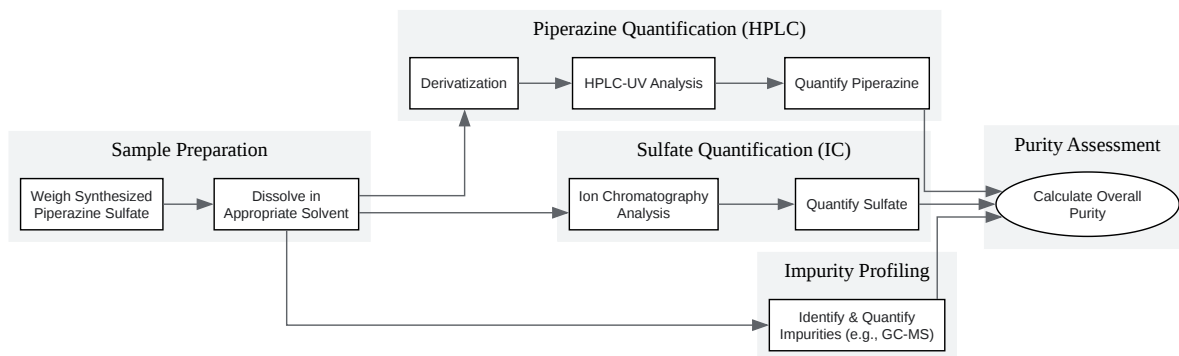 Piperazine Quantification (HPLC)
Derivatization
HPLC-UV Analysis
Quantify Piperazine
Sample Preparation
Weigh Synthesized
Piperazine Sulfate
Dissolve in
Appropriate Solvent
Sulfate Quantification (IC)
Ion Chromatography
Analysis
Quantify Sulfate
Purity Assessment
Calculate Overall
Purity
Impurity Profiling
Identify & Quantify
Impurities (e.g., GC-MS)